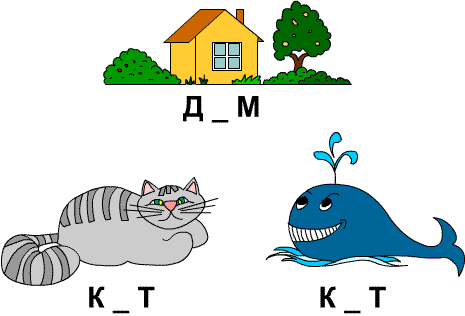 Д _ М
К _ Т
К _ Т